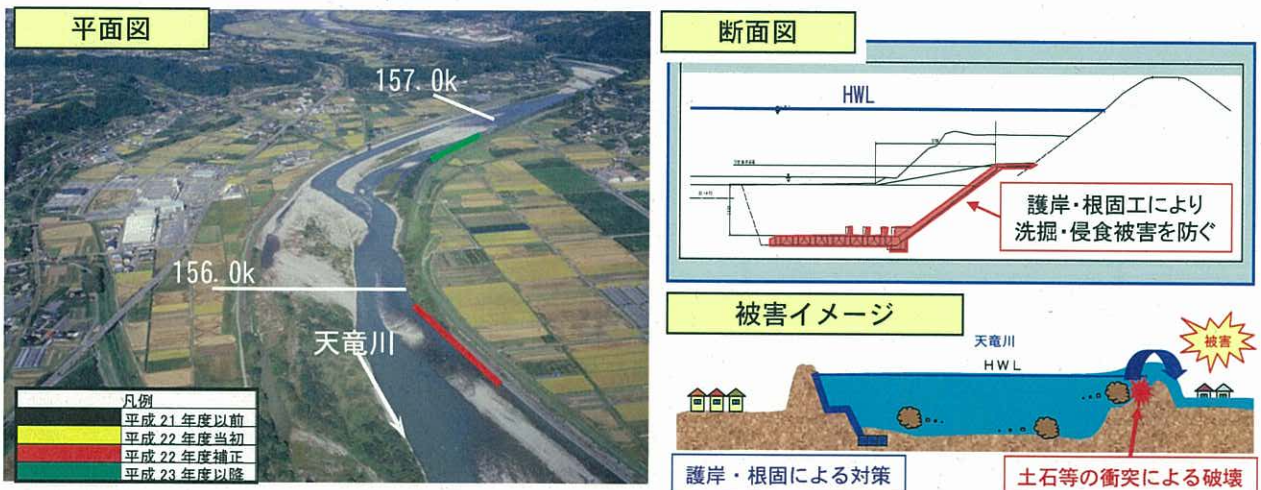 平面図
157.0k
156.0k
天竜川
凡例
平成21年度以前
平成22年度当初
平成22年度補正
平成23年度以降
断面図
HWL
護岸・根固工により
洗掘・侵食被害を防ぐ
被害イメージ
天竜川
HWL
被害
護岸・根固による対策
土石等の衝突による破壊